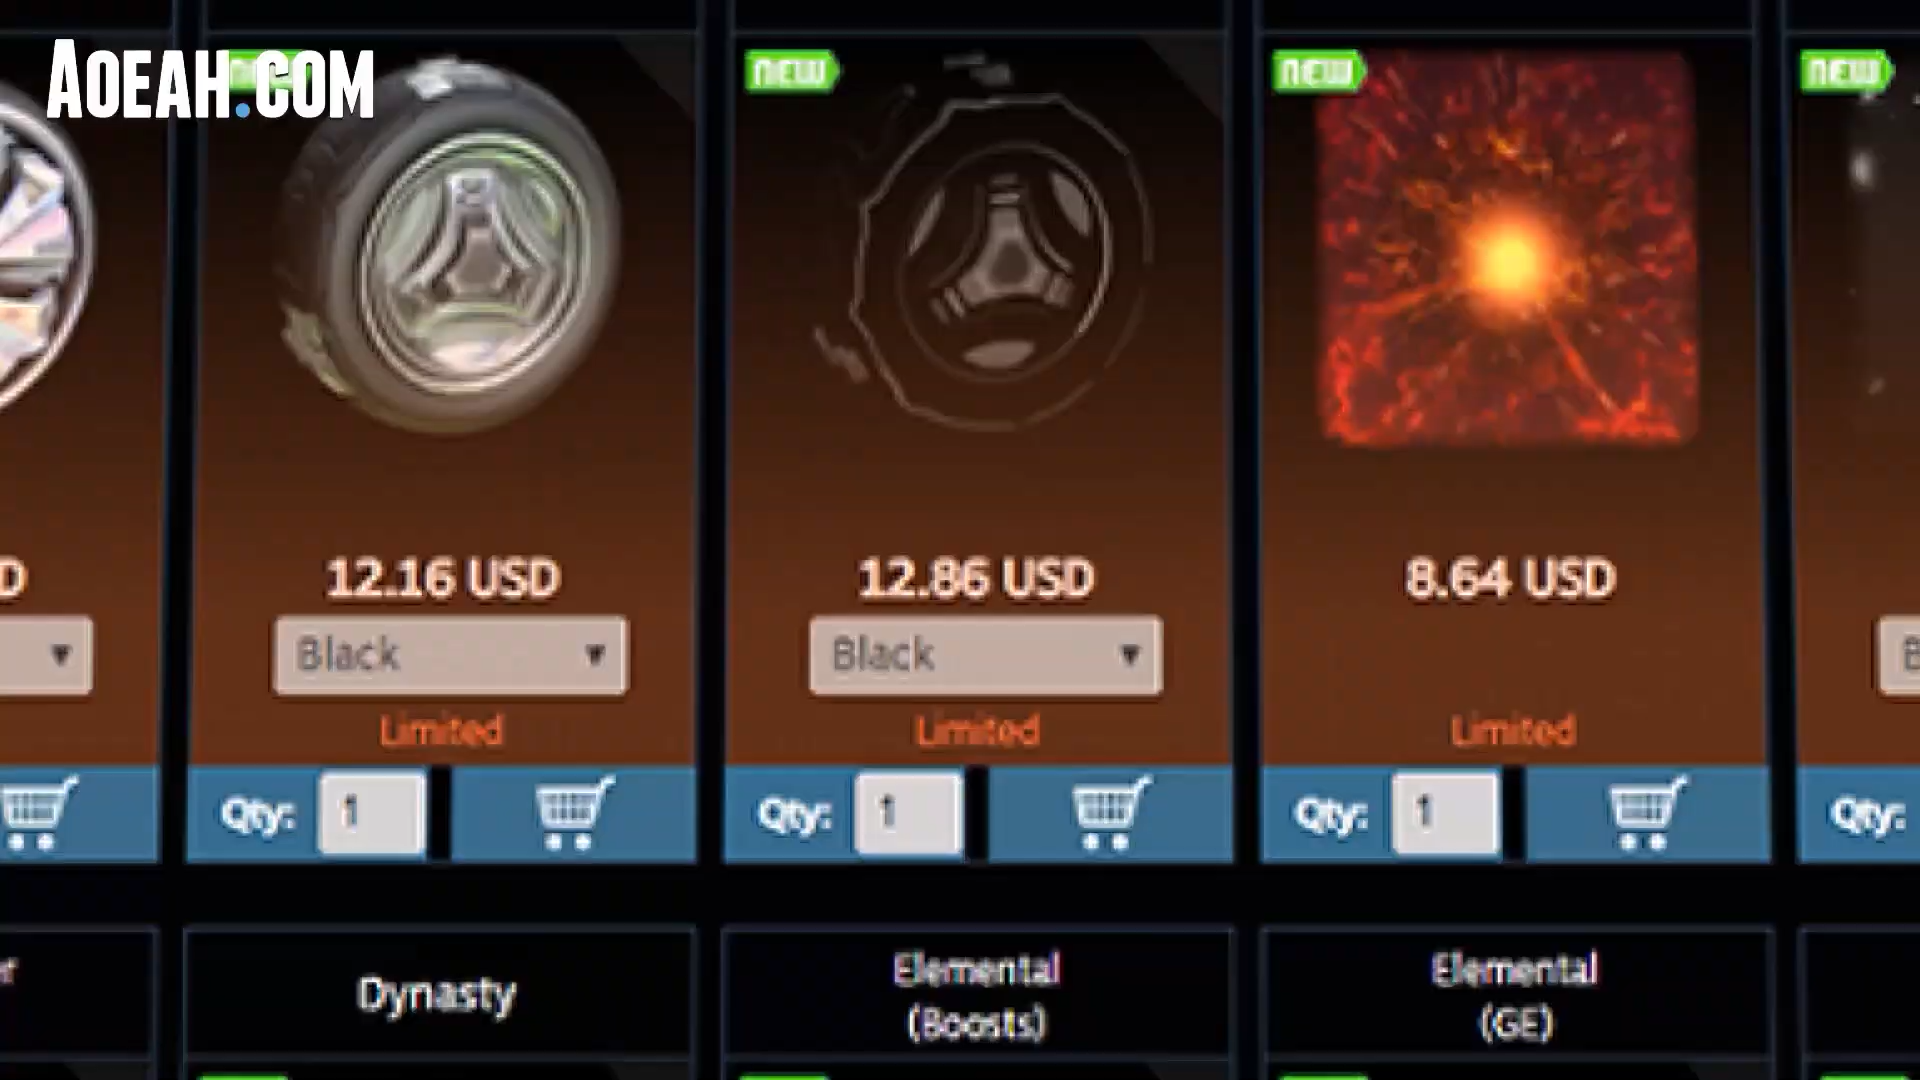 AOEAH.COM
new
new
new
12.16 USD
12.86 USD
8.64 USD
D
Black
Black
B
Limited
Limited
Limited
Qty: 1
Qty: 1
Qty: 1
Qty:
Dynasty
Elemental
(Boosts)
Elemental
(GE)